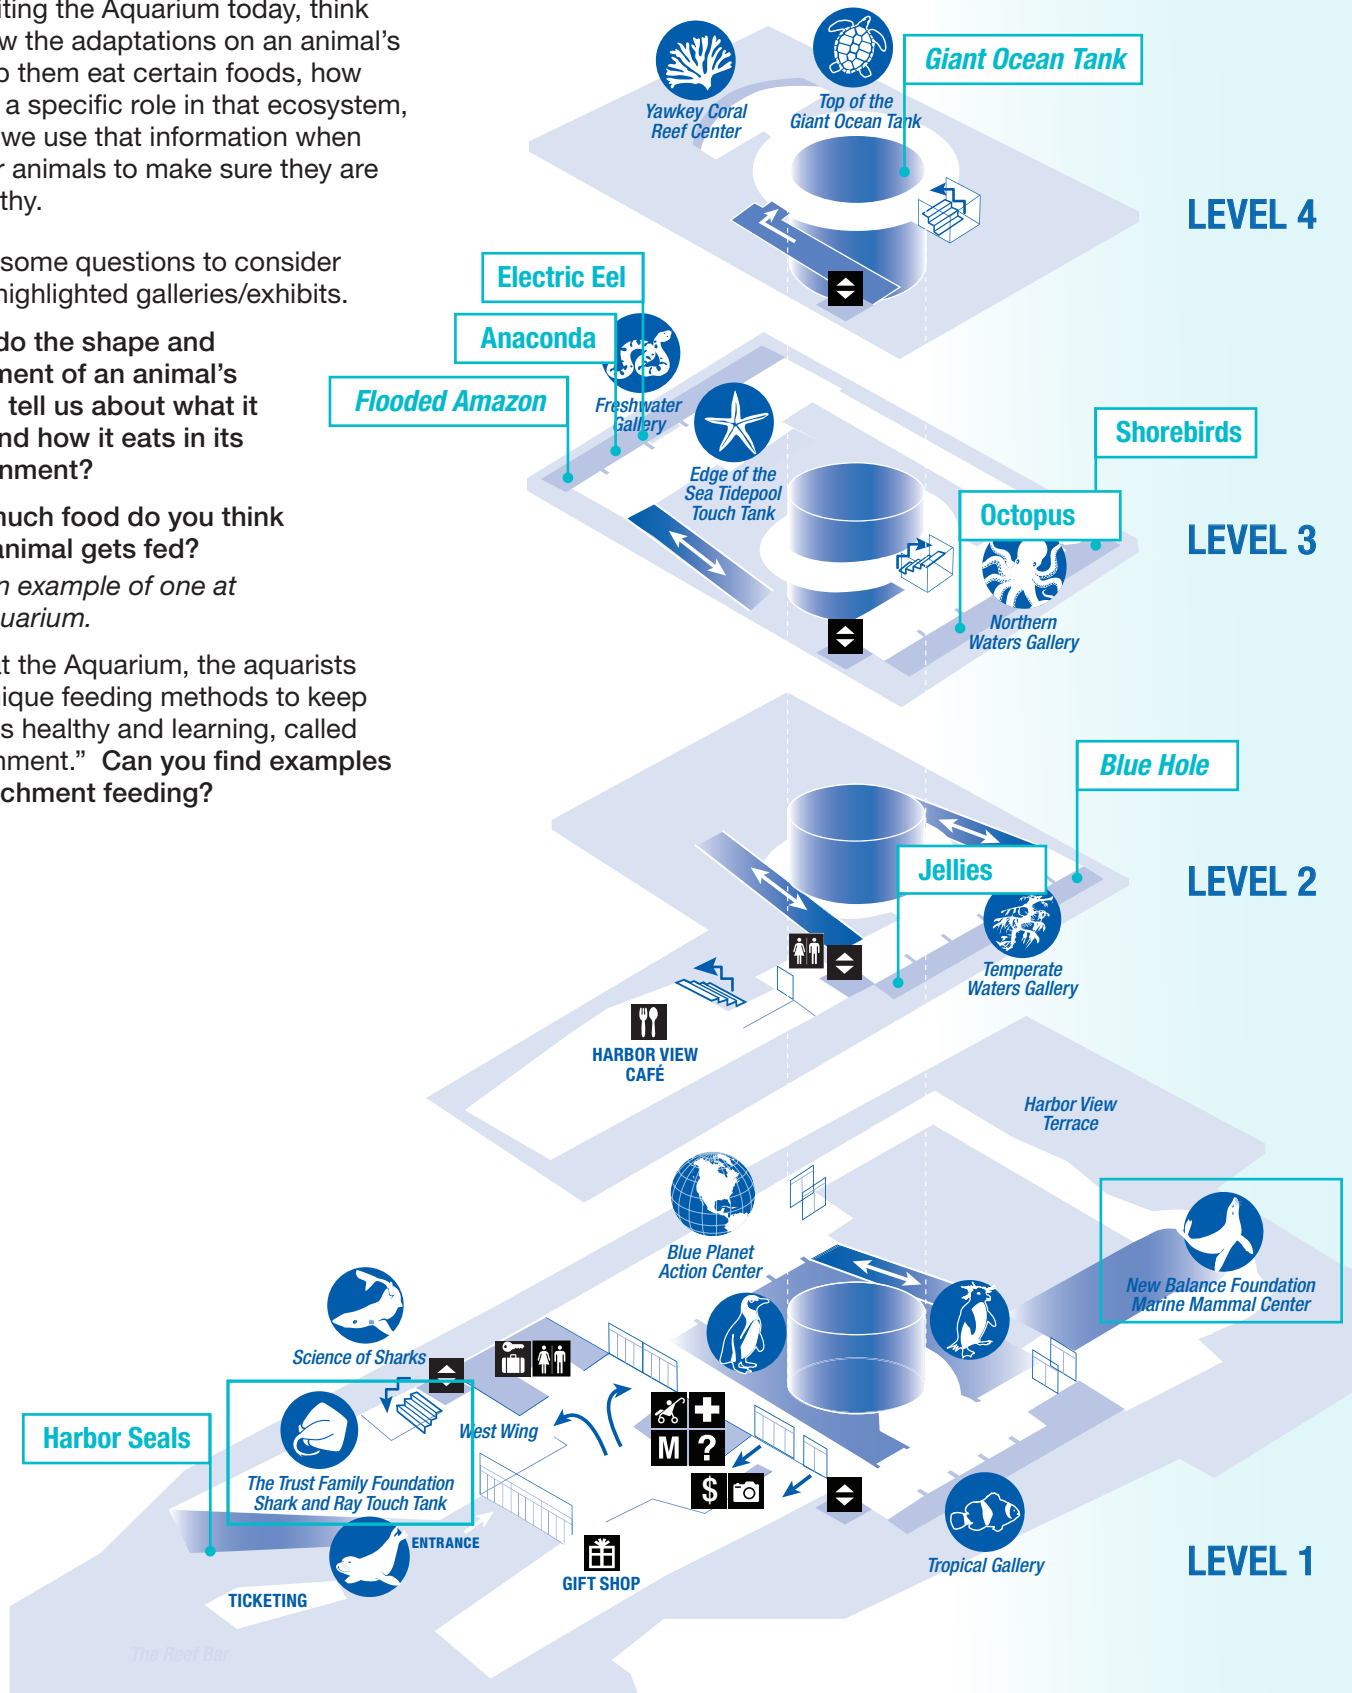 iting the Aquarium today, think
w the adaptations on an animal's
o them eat certain foods, how
a specific role in that ecosystem,
we use that information when
r animals to make sure they are
thy.
some questions to consider
highlighted galleries/exhibits.
do the shape and
ment of an animal's
tell us about what it
nd how it eats in its
nment?
much food do you think
animal gets fed?
n example of one at
uarium.
at the Aquarium, the aquarists
ique feeding methods to keep
s healthy and learning, called
nment.” Can you find examples
chment feeding?
Giant Ocean Tank
Yawkey Coral
Reef Center
Top of the
Giant Ocean Tank
LEVEL 4
Electric Eel
Anaconda
Flooded Amazon
Freshwater
Gallery
Edge of the
Sea Tidepool
Touch Tank
Shorebirds
Octopus
Northern
Waters Gallery
LEVEL 3
Blue Hole
Jellies
Temperate
Waters Gallery
LEVEL 2
HARBOR VIEW
CAFÉ
Harbor View
Terrace
Blue Planet
Action Center
New Balance Foundation
Marine Mammal Center
Science of Sharks
West Wing
Harbor Seals
The Trust Family Foundation
Shark and Ray Touch Tank
M ?
$
ENTRANCE
TICKETING
GIFT SHOP
Tropical Gallery
LEVEL 1
The Reef Bar